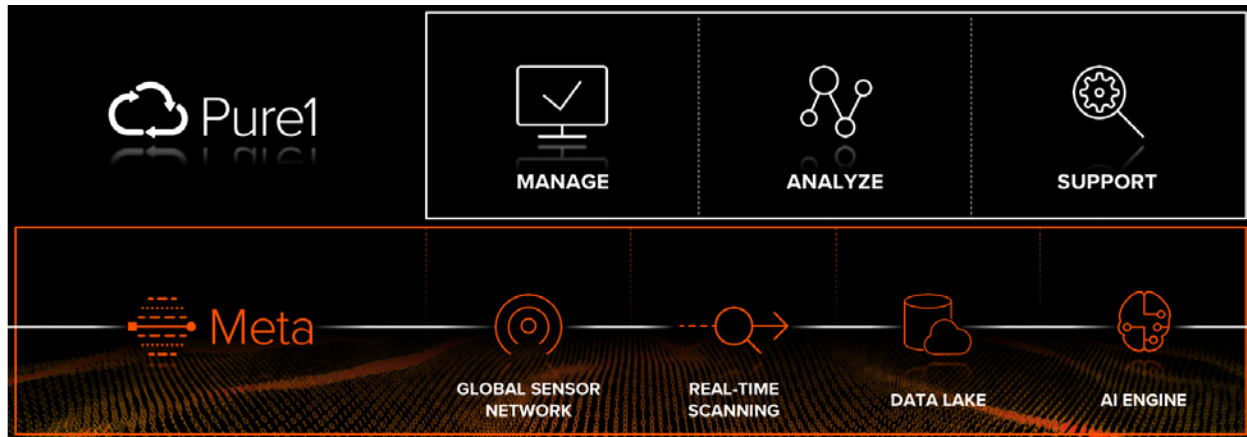 Pure1
MANAGE
ANALYZE
SUPPORT
Meta
GLOBAL SENSOR
NETWORK
REAL-TIME
SCANNING
DATA LAKE
AI ENGINE